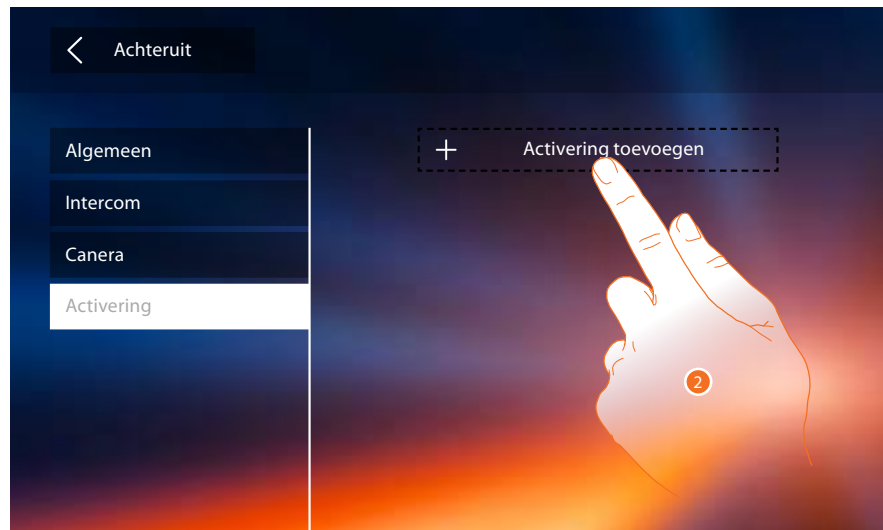 Achteruit
Algemeen
Intercom
Canera
Activering
Activering toevoegen
2